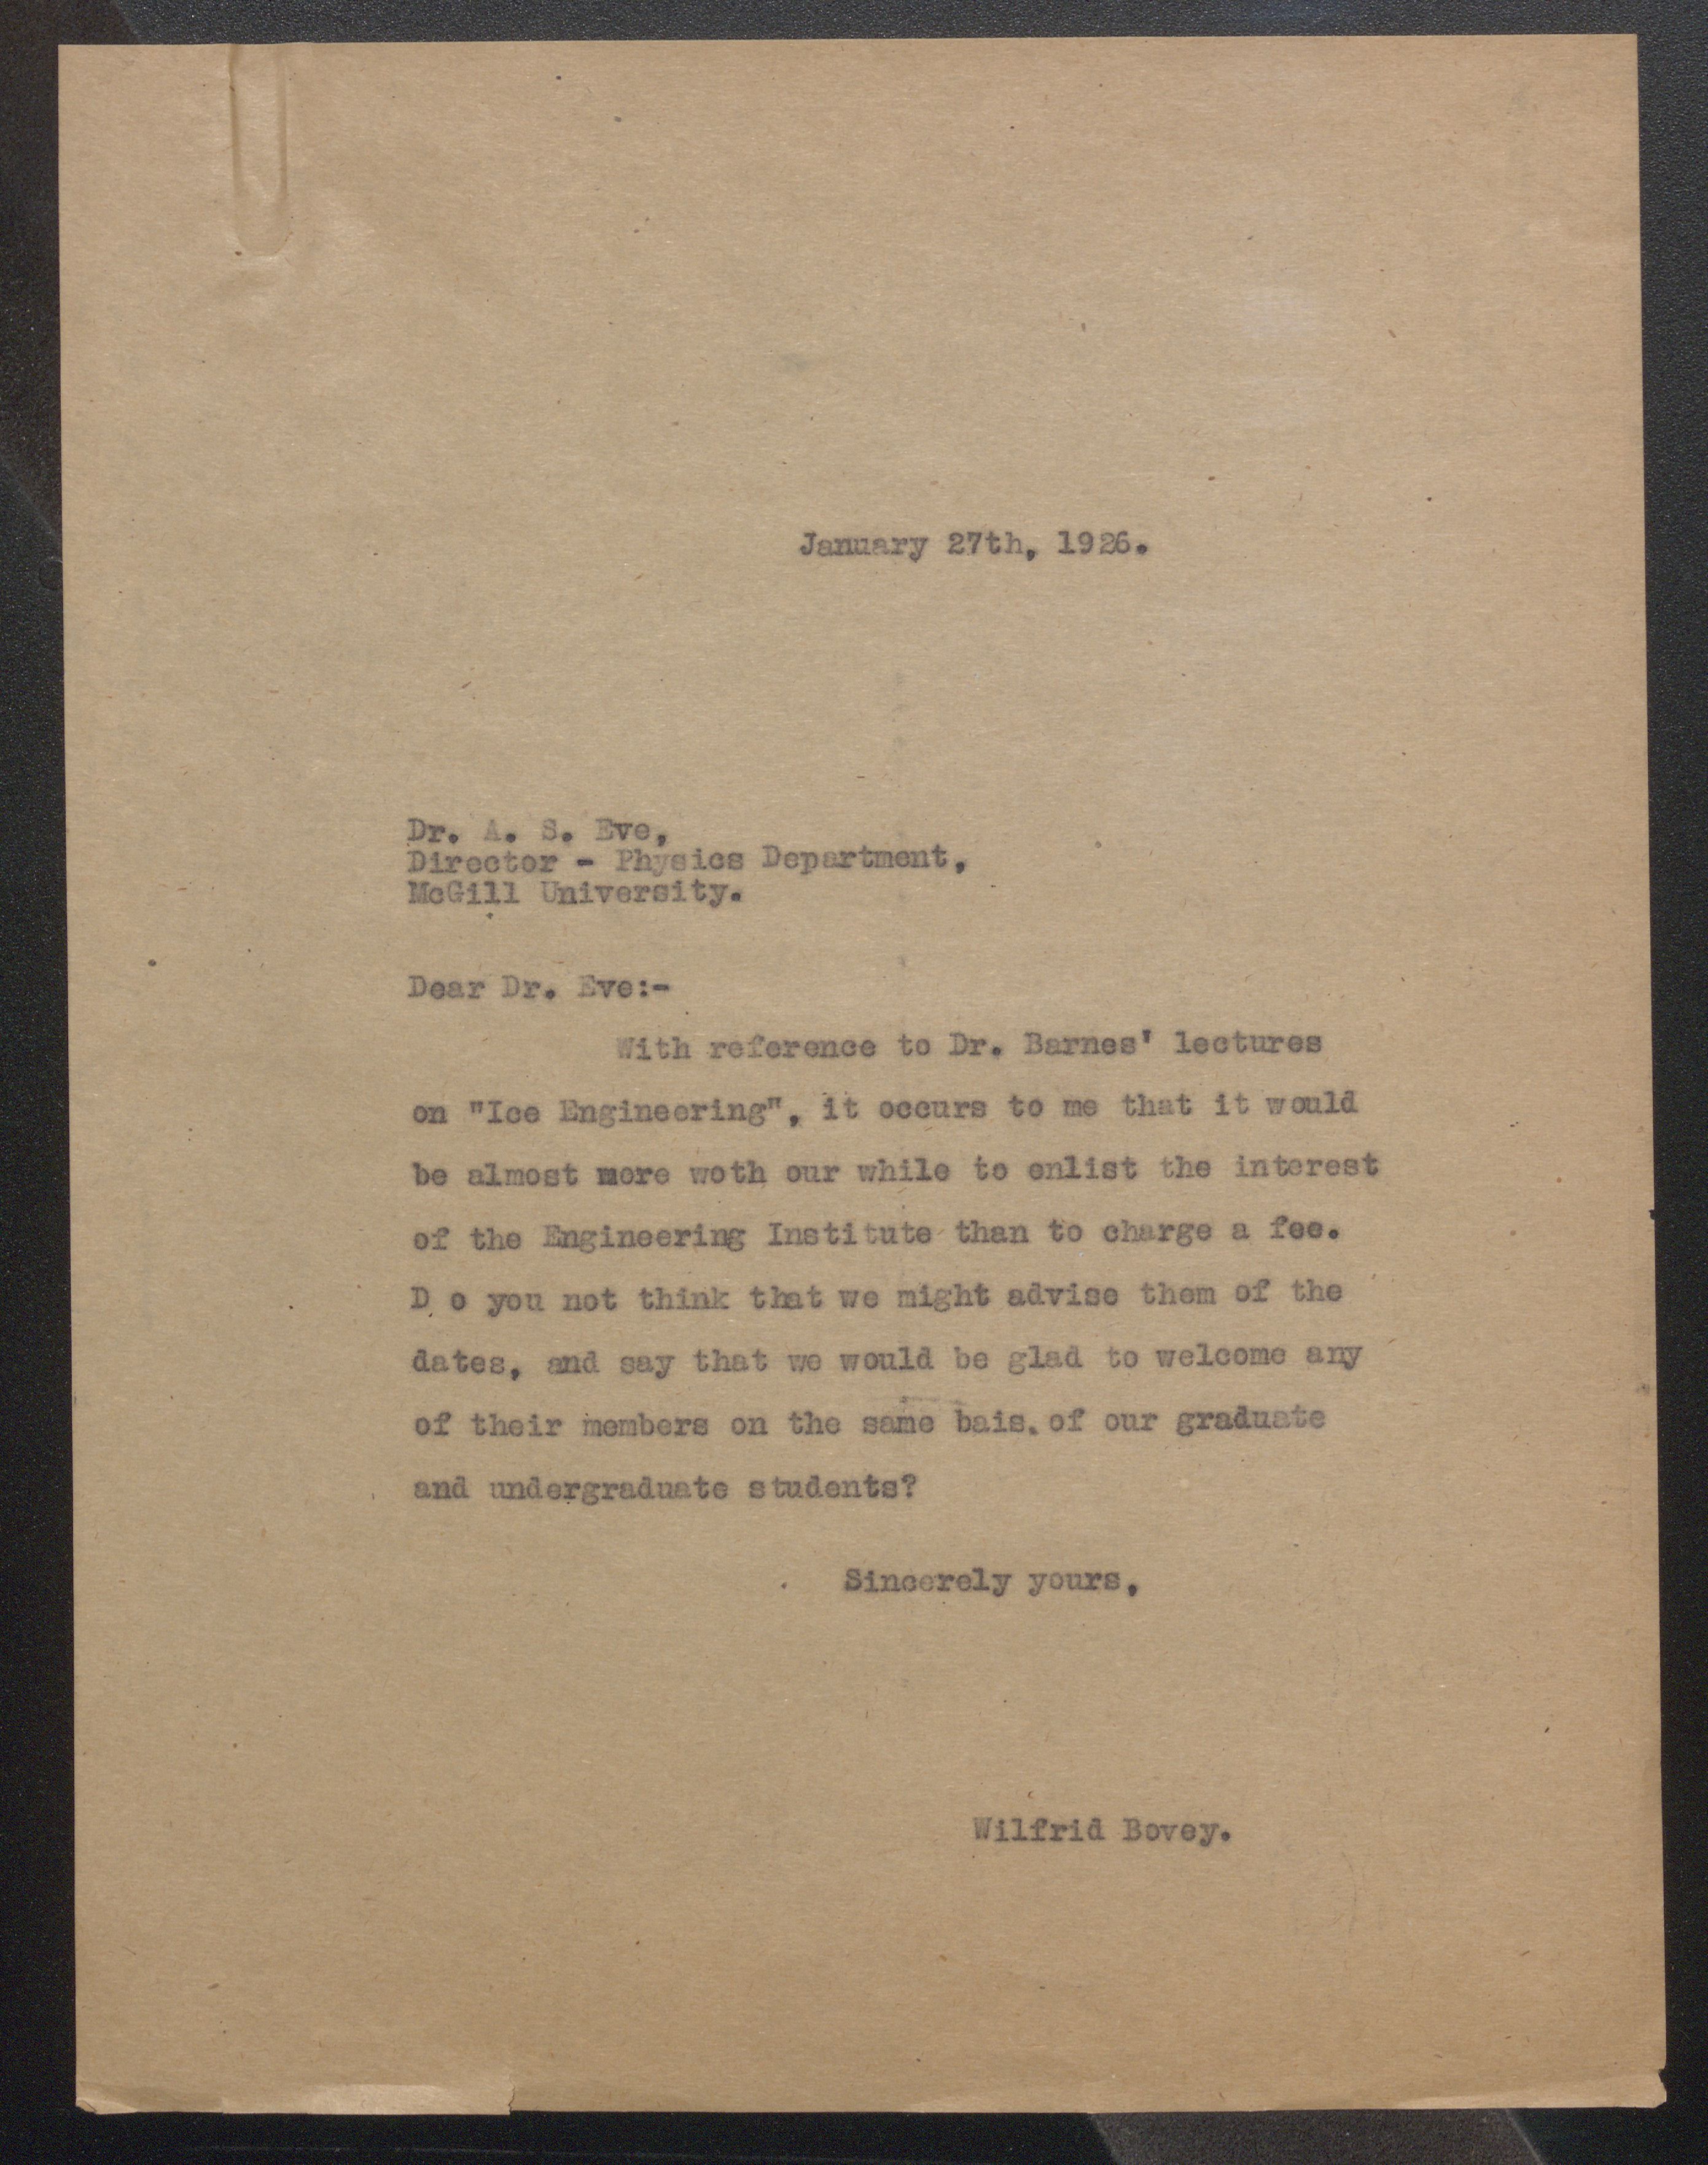 January 27th, 1926.
Dr. A. S. Eve,
Director - Physics Department,
McGill University.
Dear Dr. Eve:-
With reference to Dr. Barnes' lectures
on "Ice Engineering", it occurs to me that it would
be almost more woth our while to enlist the interest
of the Engineering Institute than to charge a fee.
D o you not think that we might advise them of the
dates, and say that we would be glad to welcome any
of their members on the same bais. of our graduate
and undergraduate students?
Sincerely yours,
Wilfrid Bovey.